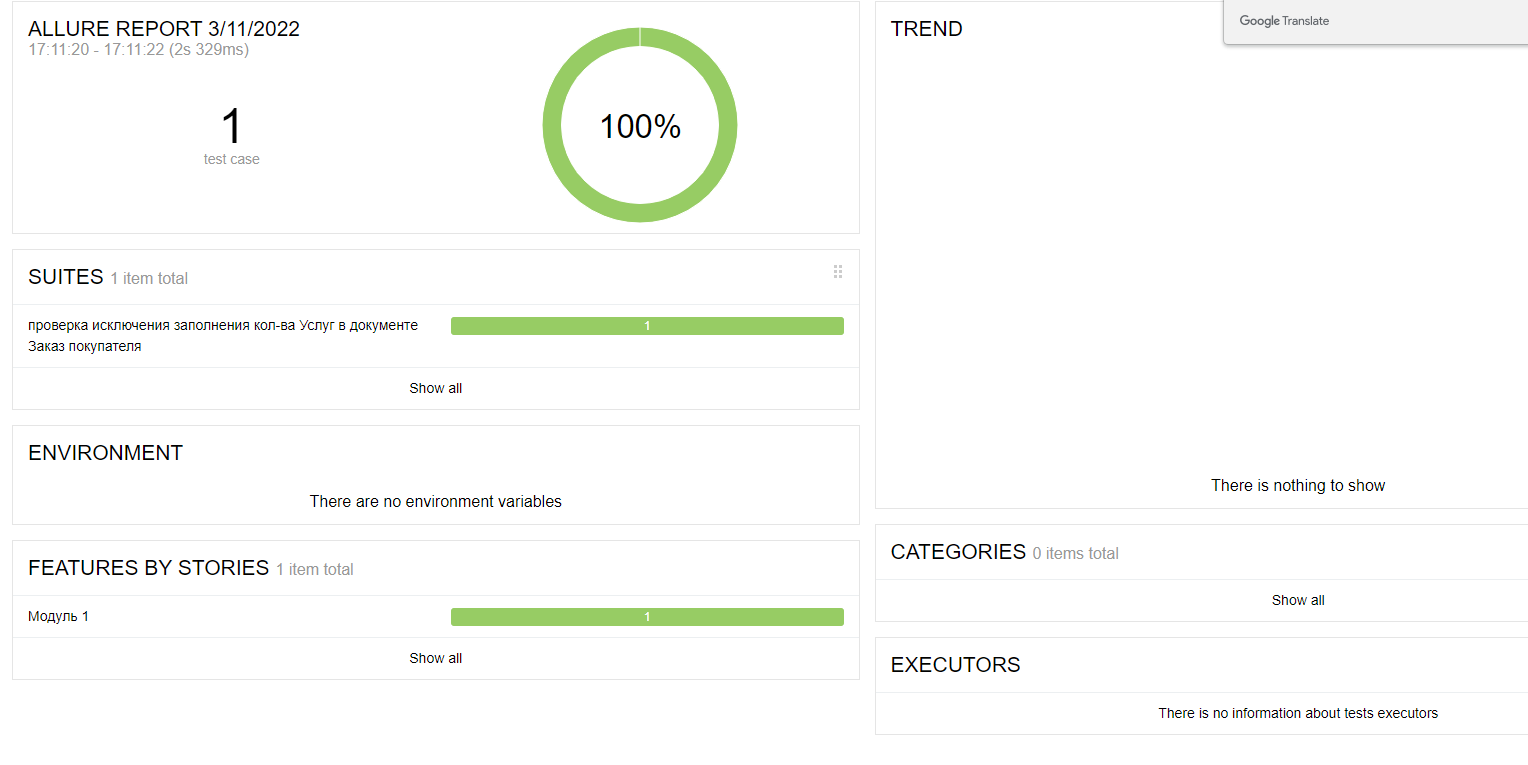 ALLURE REPORT 3/11/2022
17:11:20 - 17:11:22 (2s 329ms)
1
test case
100%
SUITES 1 item total
проверка исключения заполнения кол-ва Услуг в документе
Заказ покупателя
1
Show all
ENVIRONMENT
There are no environment variables
FEATURES BY STORIES 1 item total
Модуль 1
1
Show all
TREND
Google Translate
There is nothing to show
CATEGORIES 0 items total
Show all
EXECUTORS
There is no information about tests executors